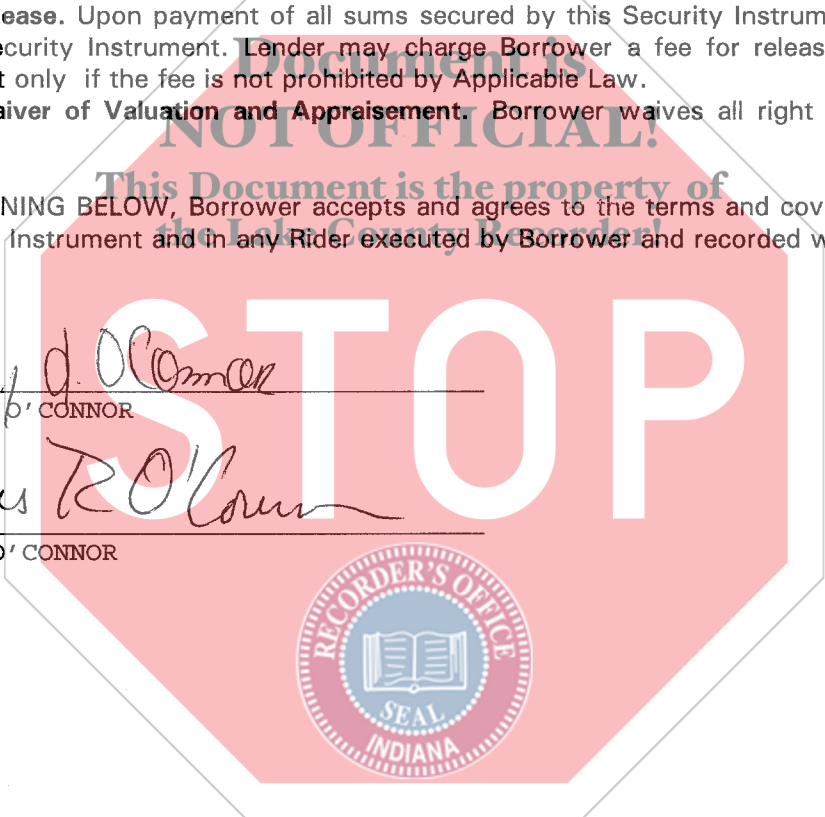 ease. Upon payment of all sums secured by this Security Instrum
ecurity Instrument. Lender may charge Borrower a fee for releas
t only if the fee is not prohibited by Applicable Law.
aiver of Valuation and Appraisement. Borrower waives all right
Document is
NOT OFFICIAL!
This Document is the property of
the Lake County Recorder!
NING BELOW, Borrower accepts and agrees to the terms and cov
Instrument and in any Rider executed by Borrower and recorded w
STOP
J. O'Connor
O' CONNOR
R O'Connor
O' CONNOR
RECORDER'S OFFICE
SEAL
INDIANA